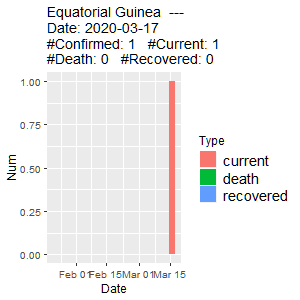 Equatorial Guinea  ---
Date: 2020-03-17
#Confirmed: 1   #Current: 1
#Death: 0   #Recovered: 0
1.00
0.75
0.50
0.25
0.00
Num
Feb 01 Feb 15 Mar 01 Mar 15
Date
Type
current
death
recovered